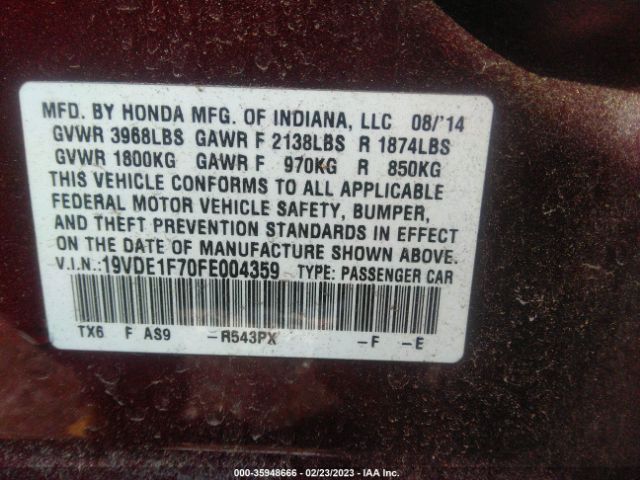 MFD. BY HONDA MFG. OF INDIANA, LLC 08/'14
GVWR 3968LBS GAWR F 2138LBS R 1874LBS
GVWR 1800KG GAWR F 970KG R 850KG
THIS VEHICLE CONFORMS TO ALL APPLICABLE
FEDERAL MOTOR VEHICLE SAFETY, BUMPER,
AND THEFT PREVENTION STANDARDS IN EFFECT
ON THE DATE OF MANUFACTURE SHOWN ABOVE.
V.I.N.:19VDE1F70FE004359 TYPE: PASSENGER CAR
TX6 F AS9 –R543PX –F –E
000-35948666 - 02/23/2023 - IAA Inc.